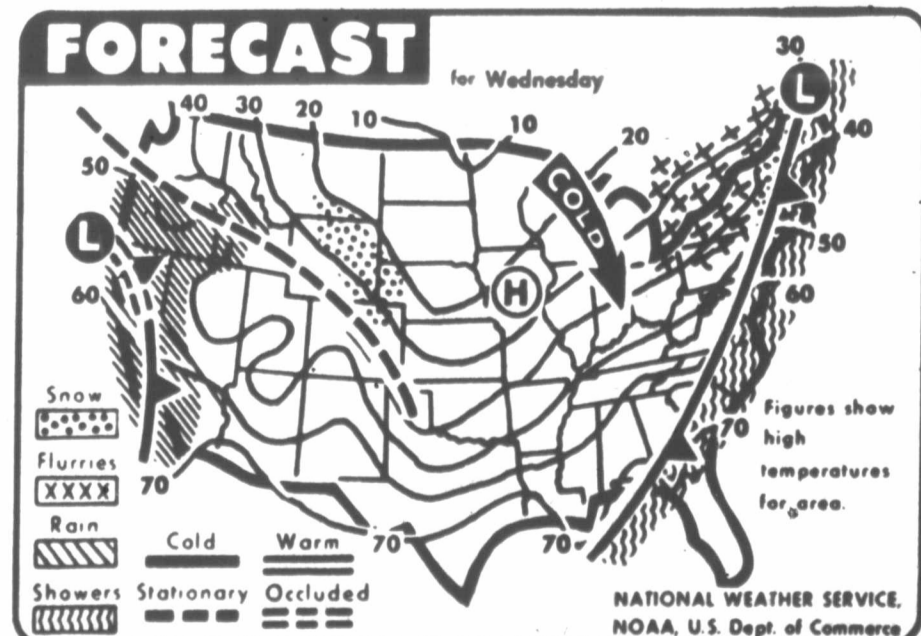 FORECAST
for Wednesday
30
L
40
30
20
10
10
20
40
50
COLD
L
50
60
H
60
Snow
Flurries
XXXX
Rain
Showers
70
Cold
Warm
Stationary
Occluded
70
70
70
Figures show
high
temperatures
for area.
NATIONAL WEATHER SERVICE,
NOAA, U.S. Dept. of Commerce